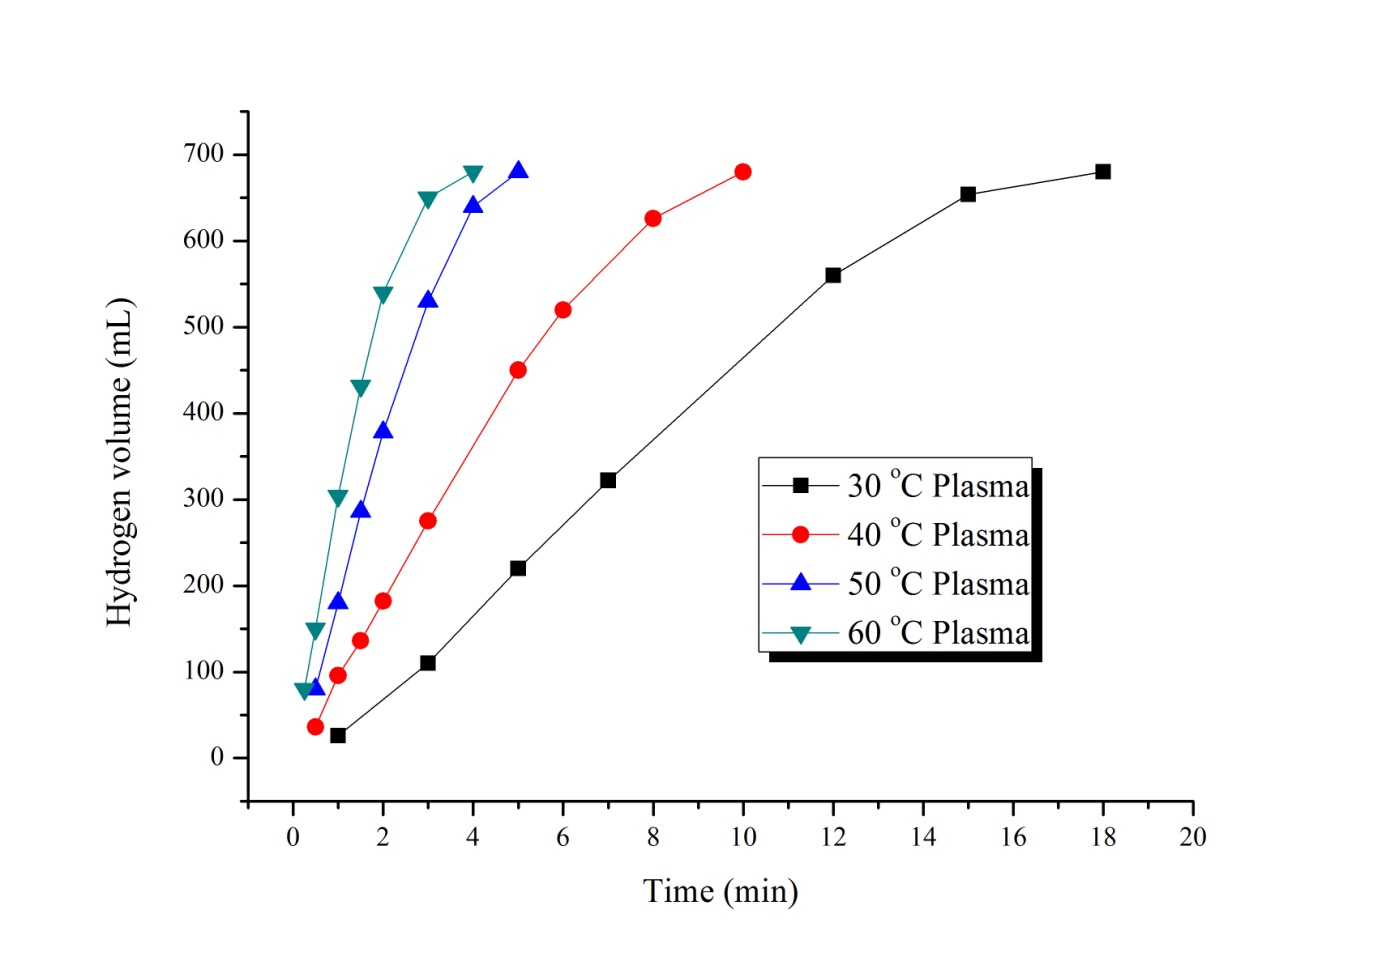 Hydrogen volume (mL)
700
600
500
400
300
200
100
0
30 °C Plasma
40 °C Plasma
50 °C Plasma
60 °C Plasma
0 2 4 6 8 10 12 14 16 18 20
Time (min)